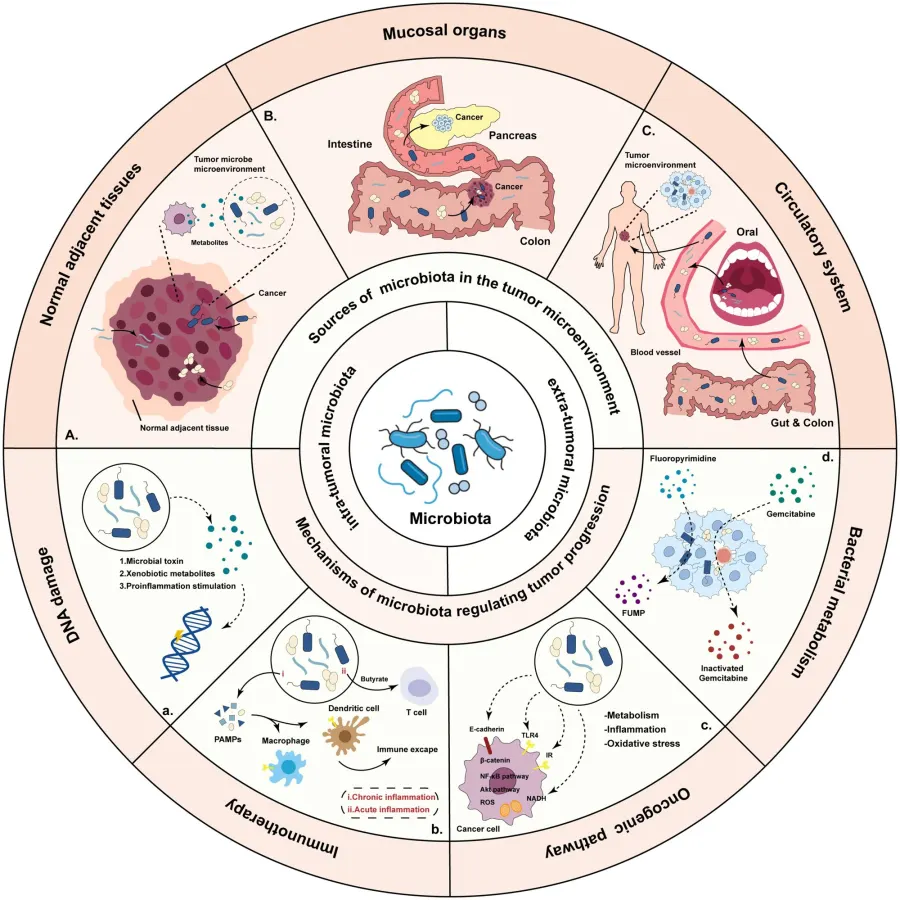 Mucosal organs
Normal adjacent tissues
Circulatory system
B.
Cancer
Pancreas
Intestine
Cancer
Colon
C.
Tumor
microenvironment
Oral
Blood vessel
Gut & Colon
Tumor microbe
microenvironment
Metabolites
Cancer
Normal adjacent tissue
A.
Sources of microbiota in the tumor microenvironment
Intra-tumoral microbiota
extra-tumoral microbiota
Microbiota
Mechanisms of microbiota regulating tumor prodsession
DNA damage
1.Microbial toxin
2.Xenobiotic metabolites
3.Proinflammation stimulation
a.
Immunotherapy
i
ii
Butyrate
T cell
PAMPs
Dendritic cell
Macrophage
Immune excape
i.Chronic inflammation
ii.Acute inflammation
b.
Oncogenic pathway
E-cadherin
TLR4
IR
β-catenin
NF-kB pathway
Akt pathway
ROS
NADH
Cancer cell
-Metabolism
-Inflammation
-Oxidative stress
c.
Bacterial metabolism
d.
Fluoropyrimidine
Gemcitabine
FUMP
Inactivated
Gemcitabine